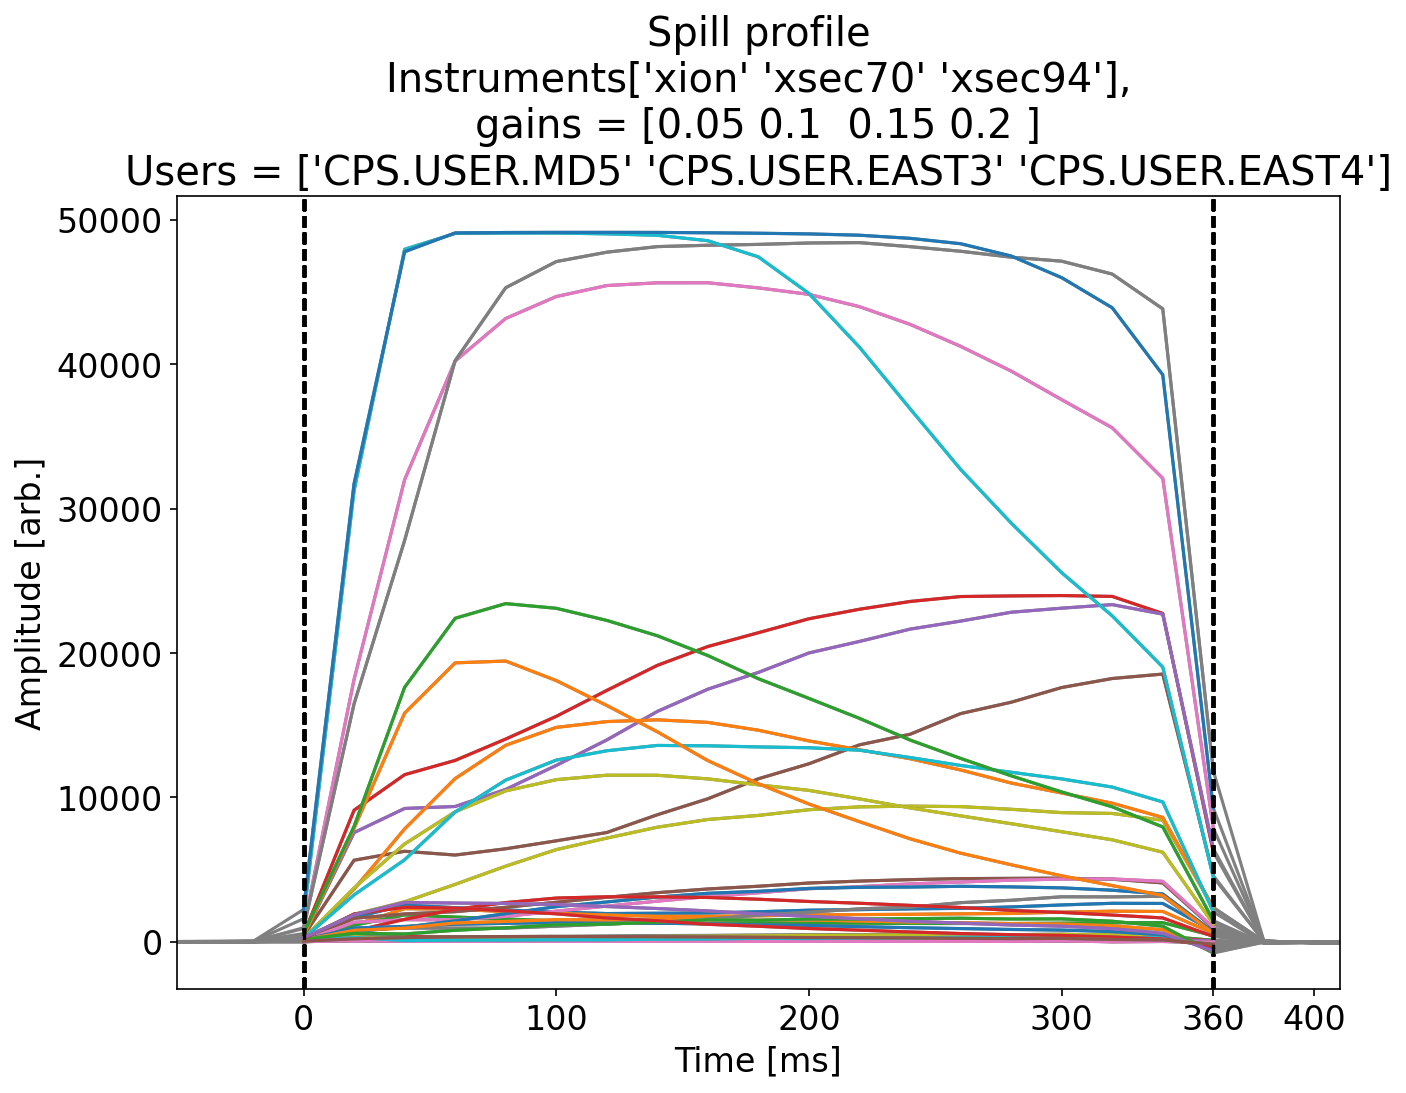 Spill profile
Instruments['xion' 'xsec70' 'xsec94'],
gains = [0.05 0.1  0.15 0.2 ]
Users = ['CPS.USER.MD5' 'CPS.USER.EAST3' 'CPS.USER.EAST4']
50000
40000
30000
20000
10000
0
Amplitude [arb.]
0 100 200 300 360 400
Time [ms]